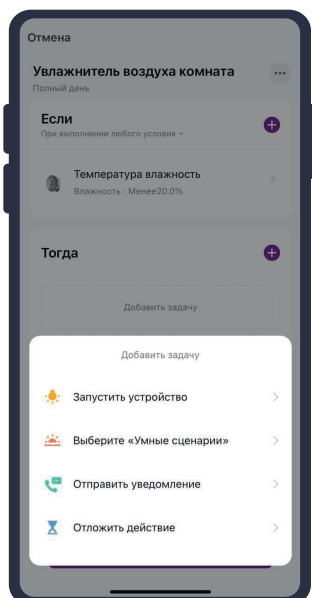 Отмена
Увлажнитель воздуха комната
Полный день
Если
При выполнении любого условия
Температура влажность
Влажность : Менее20.0%
Тогда
Добавить задачу
Добавить задачу
Запустить устройство
Выберите «Умные сценарии»
Отправить уведомление
Отложить действие